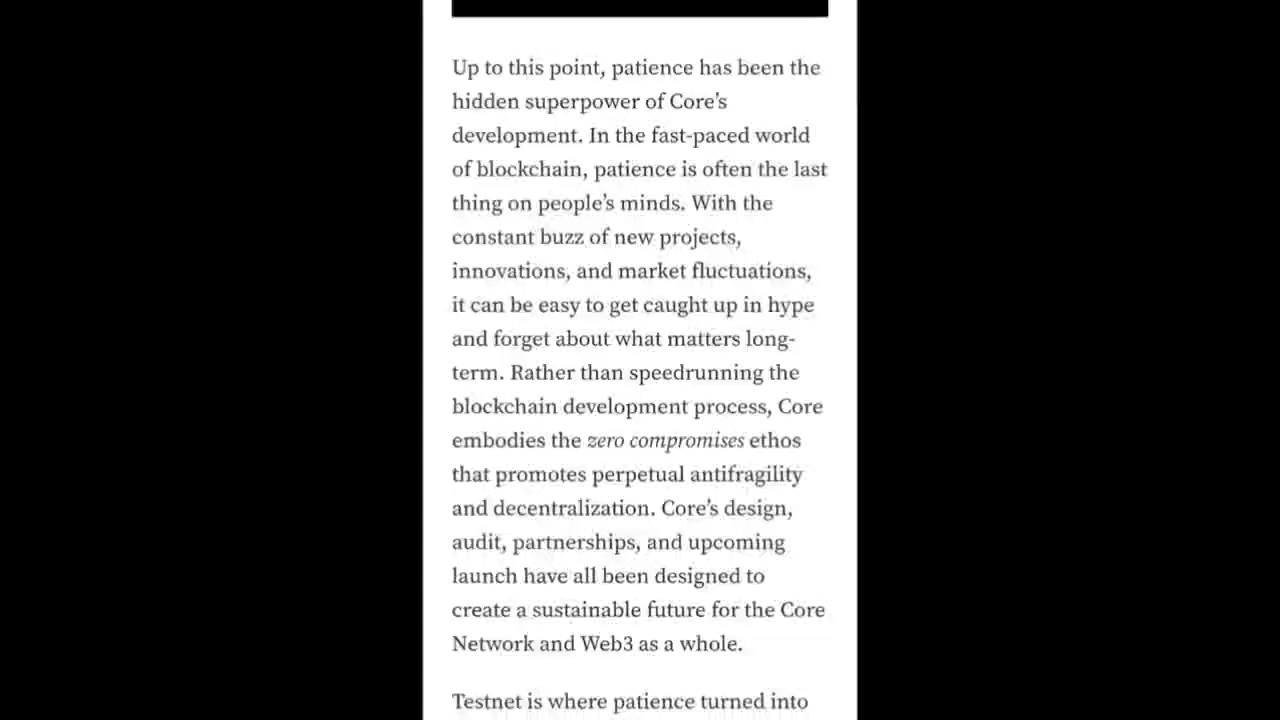 Up to this point, patience has been the
hidden superpower of Core’s
development. In the fast-paced world
of blockchain, patience is often the last
thing on people’s minds. With the
constant buzz of new projects,
innovations, and market fluctuations,
it can be easy to get caught up in hype
and forget about what matters long-
term. Rather than speedrunning the
blockchain development process, Core
embodies the zero compromises ethos
that promotes perpetual antifragility
and decentralization. Core’s design,
audit, partnerships, and upcoming
launch have all been designed to
create a sustainable future for the Core
Network and Web3 as a whole.
Testnet is where patience turned into